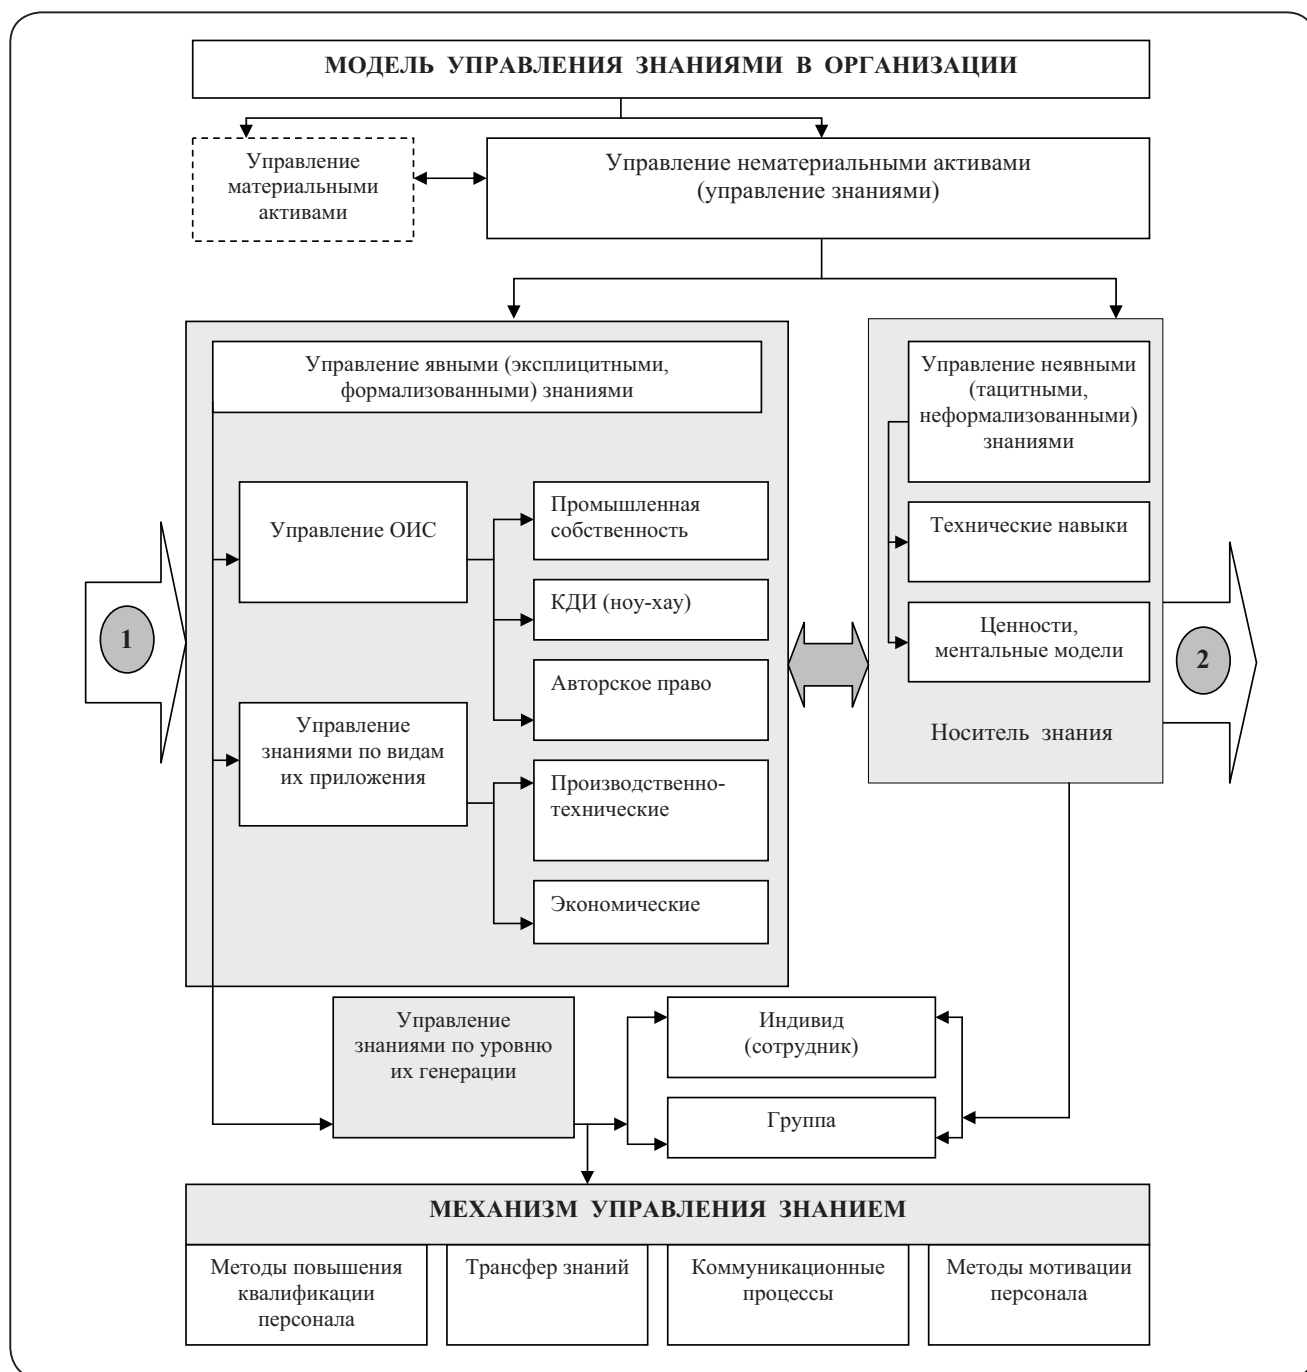 МОДЕЛЬ УПРАВЛЕНИЯ ЗНАНИЯМИ В ОРГАНИЗАЦИИ
Управление
материальными
активами
Управление нематериальными активами
(управление знаниями)
Управление явными (эксплицитными,
формализованными) знаниями
Управление неявными
(тацитными,
неформализованными)
знаниями
Управление ОИС
Промышленная
собственность
КДИ (ноу-хау)
Авторское право
Технические навыки
Ценности,
ментальные модели
Носитель знания
1
2
Управление
знаниями по видам
их приложения
Производственно-
технические
Экономические
Управление
знаниями по уровню
их генерации
Индивид
(сотрудник)
Группа
МЕХАНИЗМ УПРАВЛЕНИЯ ЗНАНИЕМ
Методы повышения
квалификации
персонала
Трансфер знаний
Коммуникационные
процессы
Методы мотивации
персонала